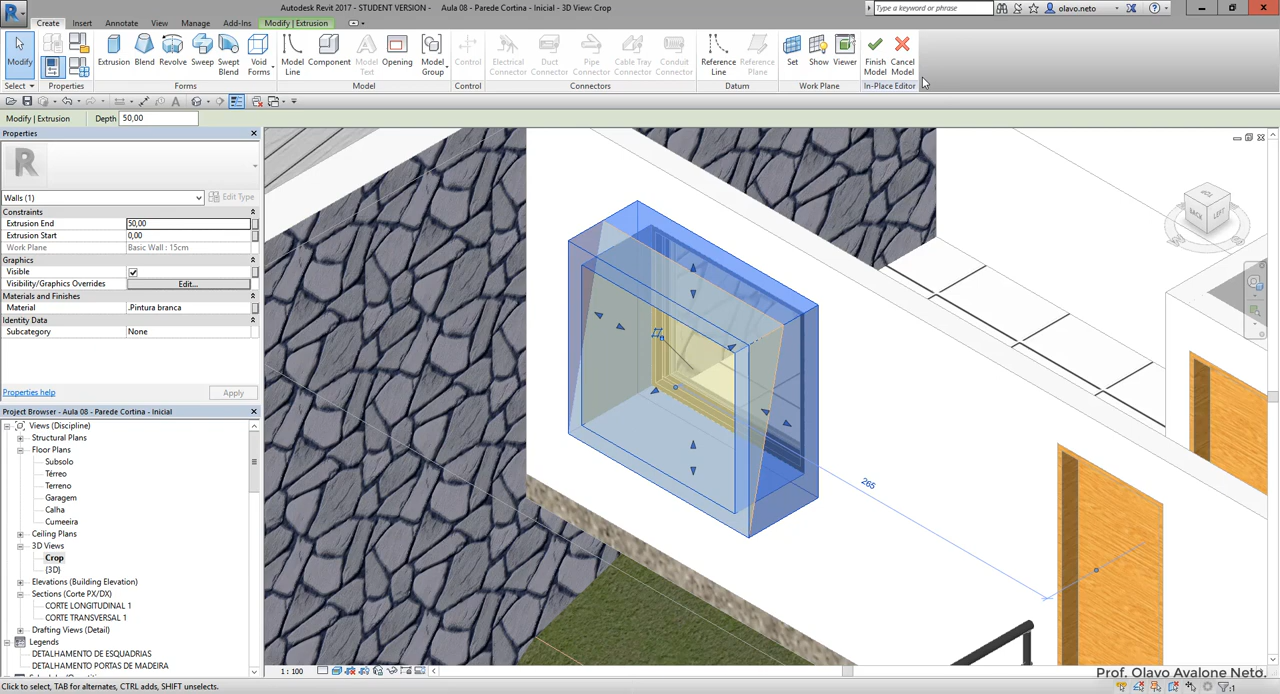 Autodesk Revit 2017 - STUDENT VERSION - Aula 08 - Parede Cortina - Inicial - 3D View: Crop
Type a keyword or phrase
olavo.neto
Create Insert Annotate View Manage Add-Ins Modify | Extrusion
Modify
Extrusion Blend Revolve Sweep Swept Blend Void Forms
Model Line Component Model Text Opening Model Group
Control
Electrical Connector Duct Connector Pipe Connector Cable Tray Connector Conduit Connector
Reference Line Reference Plane
Set Show Viewer
Finish Model Cancel Model
Select Properties Forms Model Control Connectors Datum Work Plane In-Place Editor
Modify | Extrusion Depth 50,00
Properties
Walls (1) Edit Type
Constraints
Extrusion End 50,00
Extrusion Start 0,00
Work Plane Basic Wall : 15cm
Graphics
Visible
Visibility/Graphics Overrides Edit...
Materials and Finishes
Material .Pintura branca
Identity Data
Subcategory None
Properties help Apply
Project Browser - Aula 08 - Parede Cortina - Inicial
Views (Discipline)
Structural Plans
Floor Plans
Subsolo
Térreo
Terreno
Garagem
Calha
Cumeeira
Ceiling Plans
3D Views
Crop
{3D}
Elevations (Building Elevation)
Sections (Corte PX/DX)
CORTE LONGITUDINAL 1
CORTE TRANSVERSAL 1
Drafting Views (Detail)
Legends
DETALHAMENTO DE ESQUADRIAS
DETALHAMENTO PORTAS DE MADEIRA
TOP
BACK LEFT
265
1 : 100
Prof. Olavo Avalone Neto.
Click to select, TAB for alternates, CTRL adds, SHIFT unselects.
:1